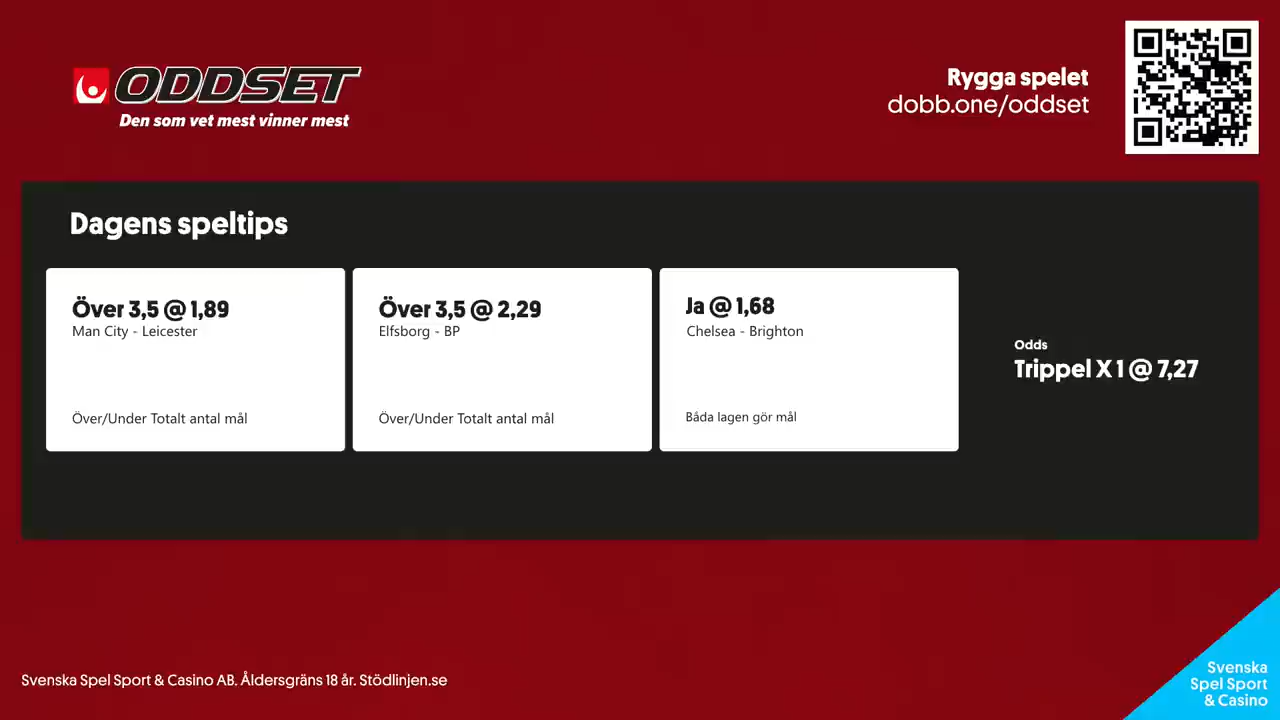 ODDSET
Den som vet mest vinner mest
Rygga spelet
dobb.one/oddset
Dagens speltips
Över 3,5 @ 1,89
Man City - Leicester
Över/Under Totalt antal mål
Över 3,5 @ 2,29
Elfsborg - BP
Över/Under Totalt antal mål
Ja @ 1,68
Chelsea - Brighton
Båda lagen gör mål
Odds
Trippel X 1 @ 7,27
Svenska Spel Sport & Casino AB. Åldersgräns 18 år. Stödlinjen.se
Svenska
Spel Sport
& Casino